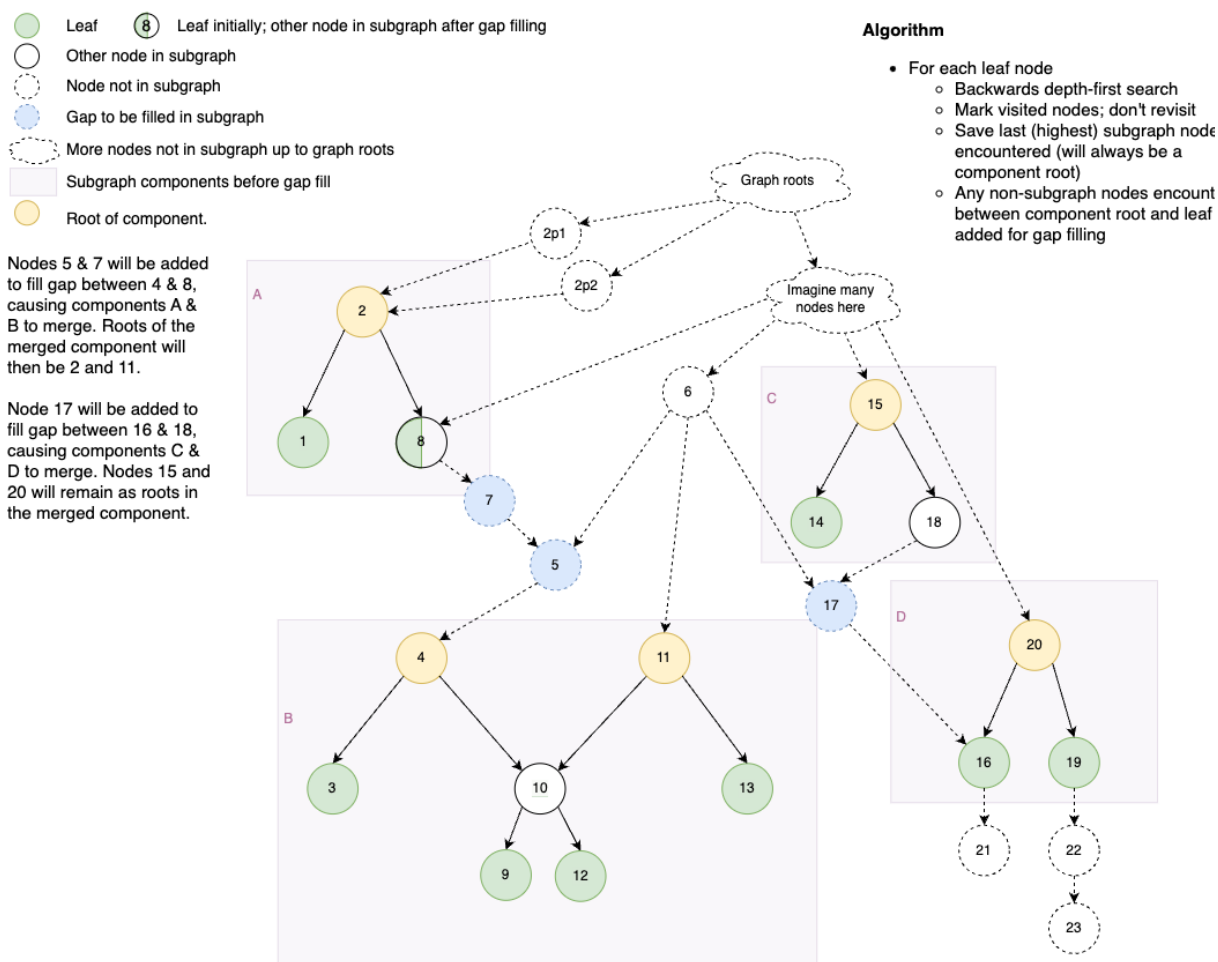 Leaf
8
Leaf initially; other node in subgraph after gap filling
Other node in subgraph
Node not in subgraph
Gap to be filled in subgraph
More nodes not in subgraph up to graph roots
Subgraph components before gap fill
Root of component.
Nodes 5 & 7 will be added
to fill gap between 4 & 8,
causing components A &
B to merge. Roots of the
merged component will
then be 2 and 11.
Node 17 will be added to
fill gap between 16 & 18,
causing components C &
D to merge. Nodes 15 and
20 will remain as roots in
the merged component.
Algorithm
• For each leaf node
Backwards depth-first search
Mark visited nodes; don't revisit
Save last (highest) subgraph node
encountered (will always be a
component root)
Any non-subgraph nodes encount
between component root and leaf
added for gap filling
Graph roots
2p1
2p2
Imagine many
nodes here
A
2
6
C
15
1
8
7
14
18
5
17
D
20
4
11
B
3
10
13
16
19
9
12
21
22
23